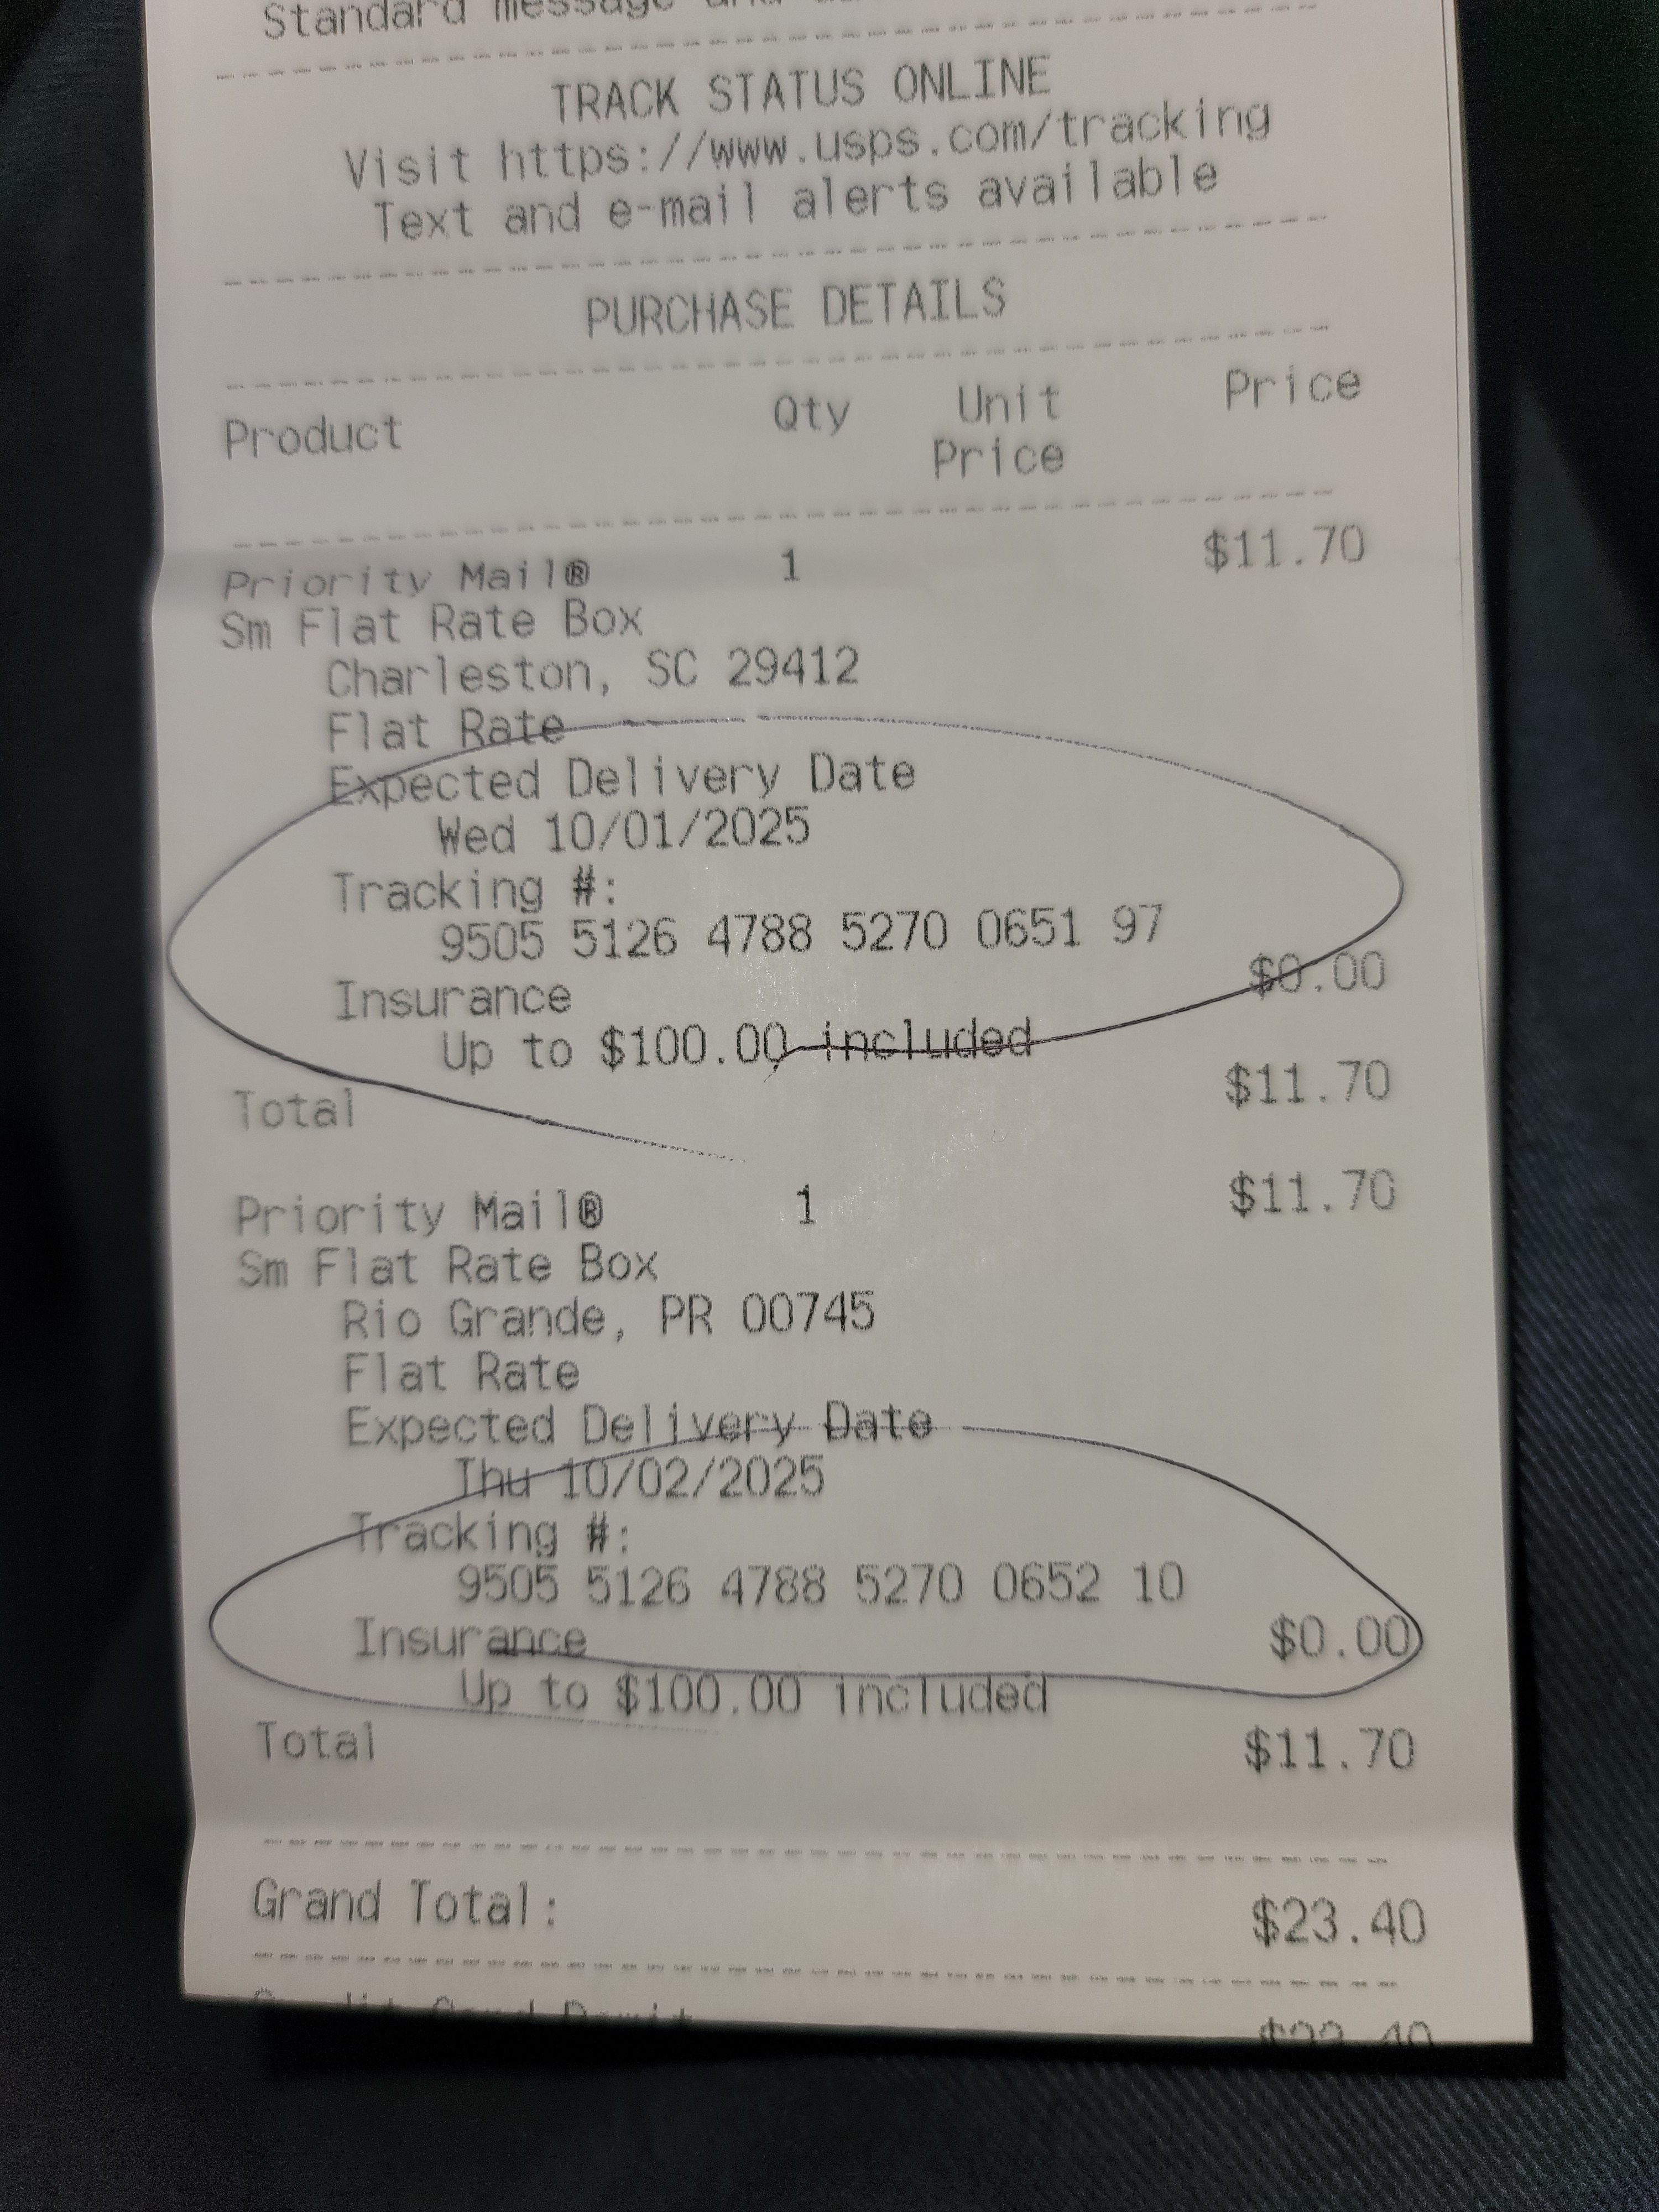 Standard message and
TRACK STATUS ONLINE
Visit https://www.usps.com/tracking
Text and e-mail alerts available
PURCHASE DETAILS
Product Qty Unit Price
Price
Priority Mail® 1 $11.70
Sm Flat Rate Box
Charleston, SC 29412
Flat Rate
Expected Delivery Date
Wed 10/01/2025
Tracking #:
9505 5126 4788 5270 0651 97
Insurance $0.00
Up to $100.00 included
Total $11.70
Priority Mail® 1 $11.70
Sm Flat Rate Box
Rio Grande, PR 00745
Flat Rate
Expected Delivery Date
Thu 10/02/2025
Tracking #:
9505 5126 4788 5270 0652 10
Insurance $0.00
Up to $100.00 included
Total $11.70
Grand Total: $23.40